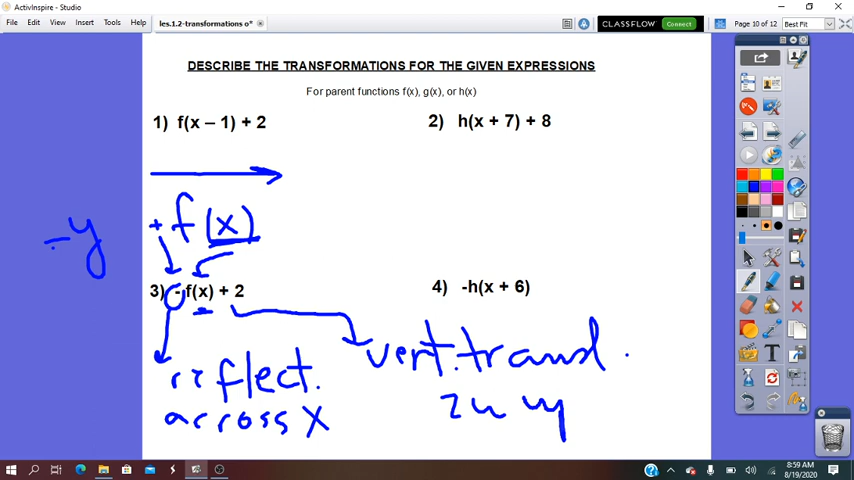 ActivInspire - Studio
File Edit View Insert Tools Help
les.1.2-transformations o*
CLASSFLOW Connect
Page 10 of 12 Best Fit
DESCRIBE THE TRANSFORMATIONS FOR THE GIVEN EXPRESSIONS
For parent functions f(x), g(x), or h(x)
1) f(x – 1) + 2
2) h(x + 7) + 8
+ f (x)
-y
3) - f(x) + 2
4) -h(x + 6)
vert. transl.
reflect.
across x
2u
8:59 AM
8/19/2020